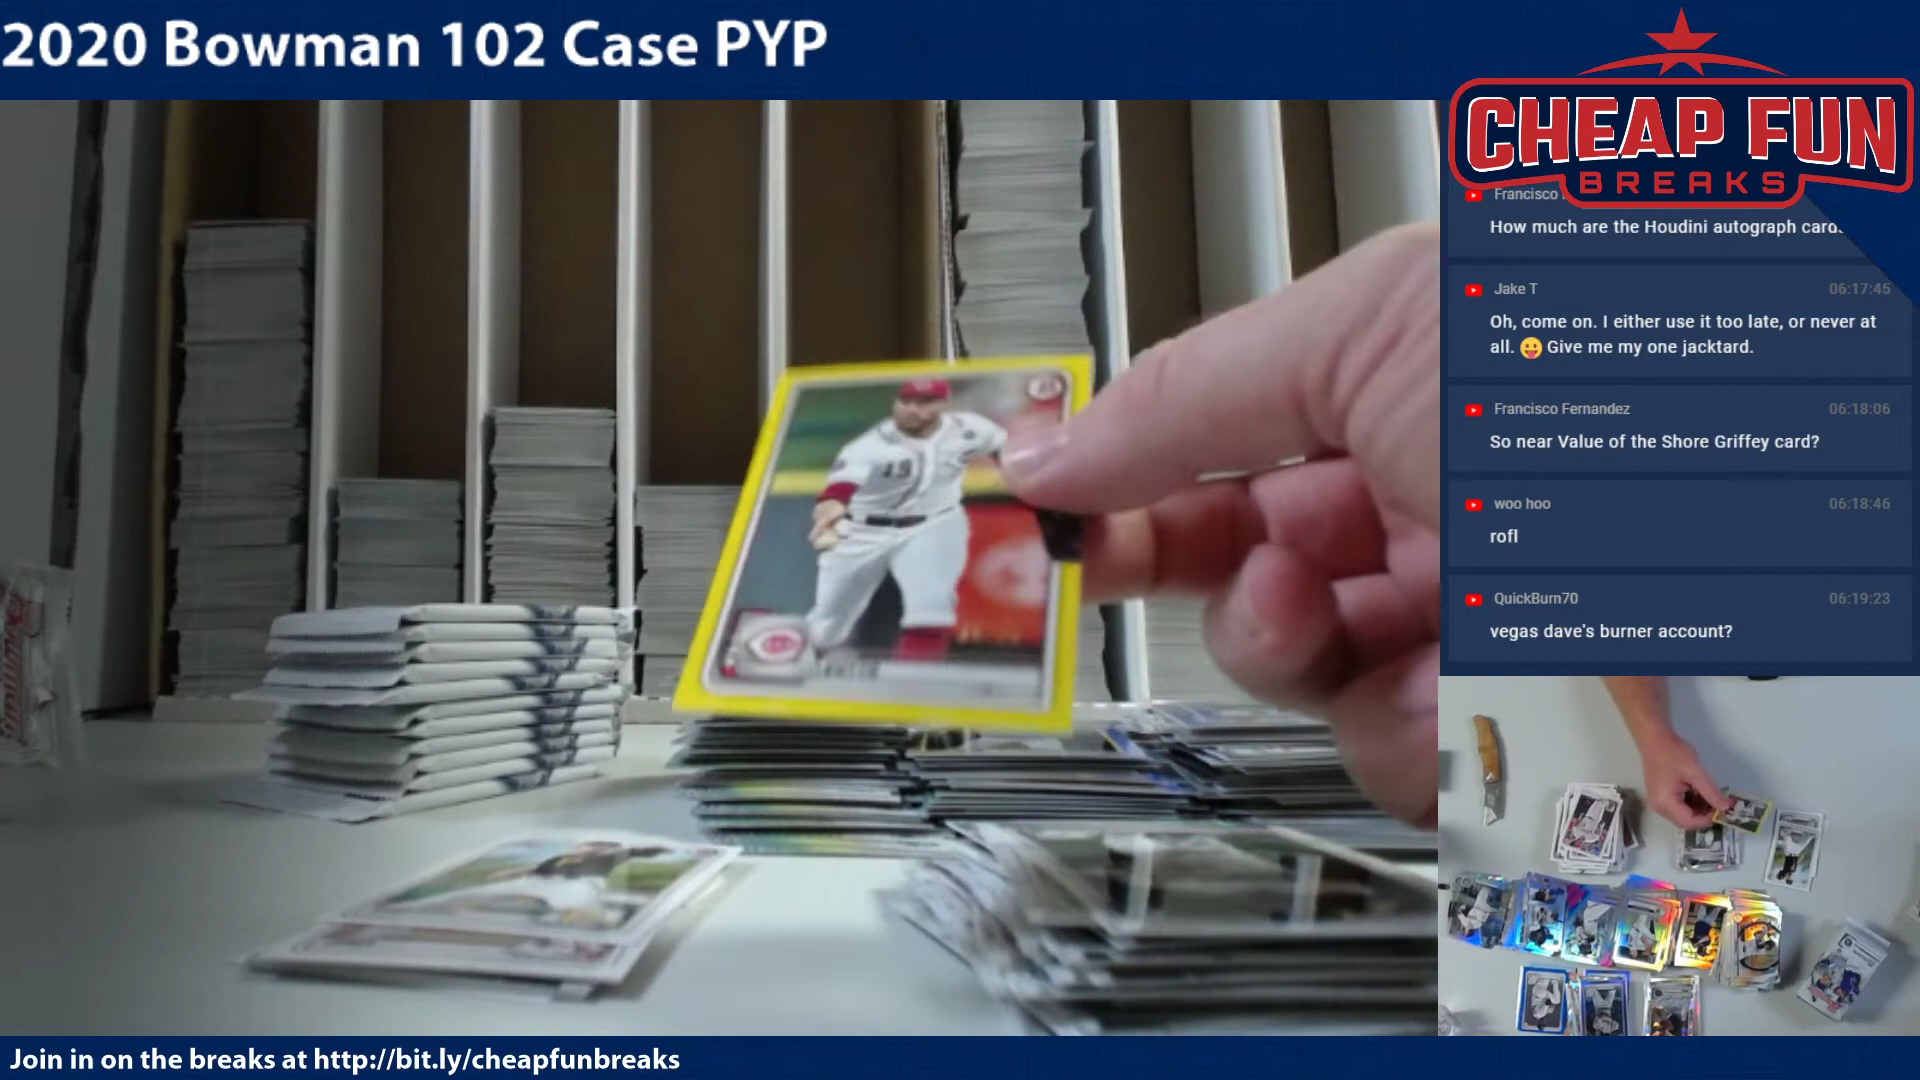 2020 Bowman 102 Case PYP
CHEAP FUN
BREAKS
Francisco
How much are the Houdini autograph card
Jake T 06:17:45
Oh, come on. I either use it too late, or never at
all. 😛 Give me my one jacktard.
Francisco Fernandez 06:18:06
So near Value of the Shore Griffey card?
woo hoo 06:18:46
rofl
QuickBurn70 06:19:23
vegas dave's burner account?
49
Bowman
Join in on the breaks at http://bit.ly/cheapfunbreaks